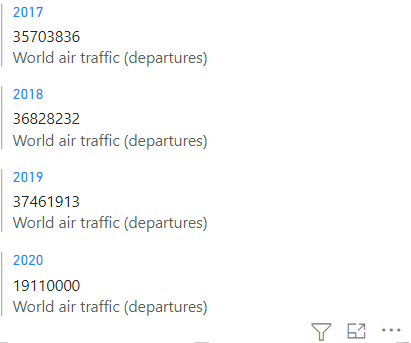 2017
35703836
World air traffic (departures)
2018
36828232
World air traffic (departures)
2019
37461913
World air traffic (departures)
2020
19110000
World air traffic (departures)